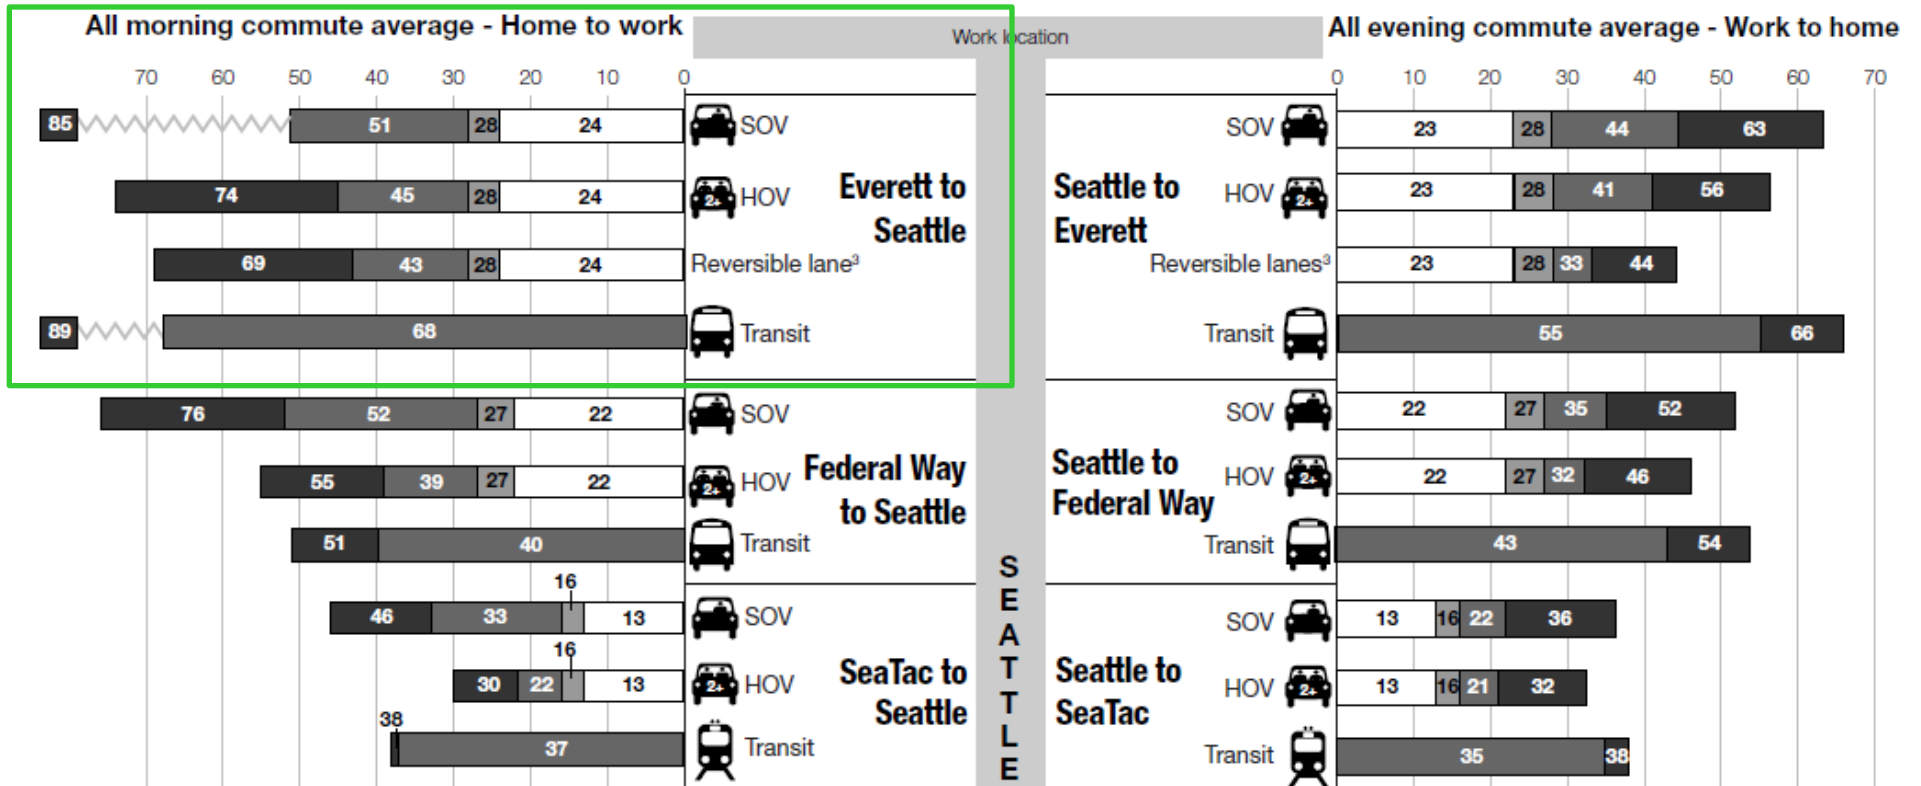 All morning commute average - Home to work
Work location
All evening commute average - Work to home
70 60 50 40 30 20 10 0
0 10 20 30 40 50 60 70
85 51 28 24 SOV
SOV 23 28 44 63
74 45 28 24 2+ HOV
HOV 2+ 23 28 41 56
Everett to
Seattle
Seattle to
Everett
69 43 28 24 Reversible lane³
Reversible lanes³ 23 28 33 44
89 68 Transit
Transit 55 66
76 52 27 22 SOV
SOV 22 27 35 52
55 39 27 22 2+ HOV
HOV 2+ 22 27 32 46
Federal Way
to Seattle
Seattle to
Federal Way
51 40 Transit
Transit 43 54
16
46 33 13 SOV
SOV 13 16 22 36
16
30 22 13 2+ HOV
HOV 2+ 13 16 21 32
SeaTac to
Seattle
Seattle to
SeaTac
38
37 Transit
Transit 35 38
S
E
A
T
T
L
E